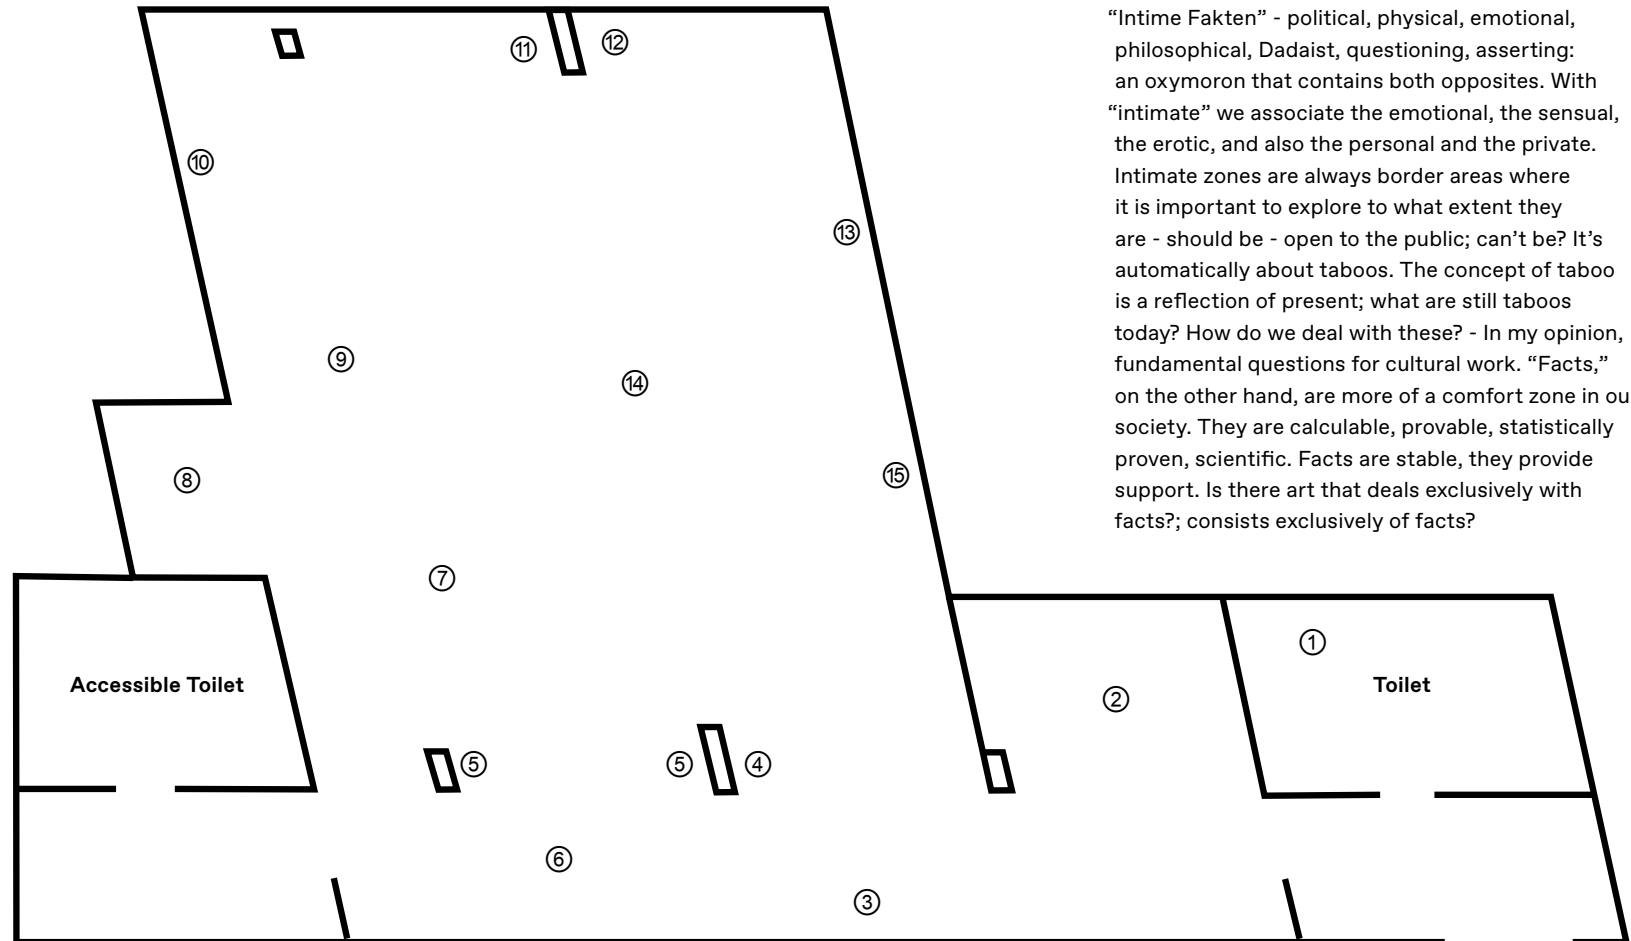 “Intime Fakten” - political, physical, emotional,
philosophical, Dadaist, questioning, asserting:
an oxymoron that contains both opposites. With
“intimate” we associate the emotional, the sensual,
the erotic, and also the personal and the private.
Intimate zones are always border areas where
it is important to explore to what extent they
are - should be - open to the public; can’t be? It’s
automatically about taboos. The concept of taboo
is a reflection of present; what are still taboos
today? How do we deal with these? - In my opinion,
fundamental questions for cultural work. “Facts,”
on the other hand, are more of a comfort zone in ou
society. They are calculable, provable, statistically
proven, scientific. Facts are stable, they provide
support. Is there art that deals exclusively with
facts?; consists exclusively of facts?
⑪ ⑫
⑩
⑬
⑨
⑭
⑮
⑧
⑦
①
Accessible Toilet
Toilet
②
⑤ ⑤ ④
⑥
③